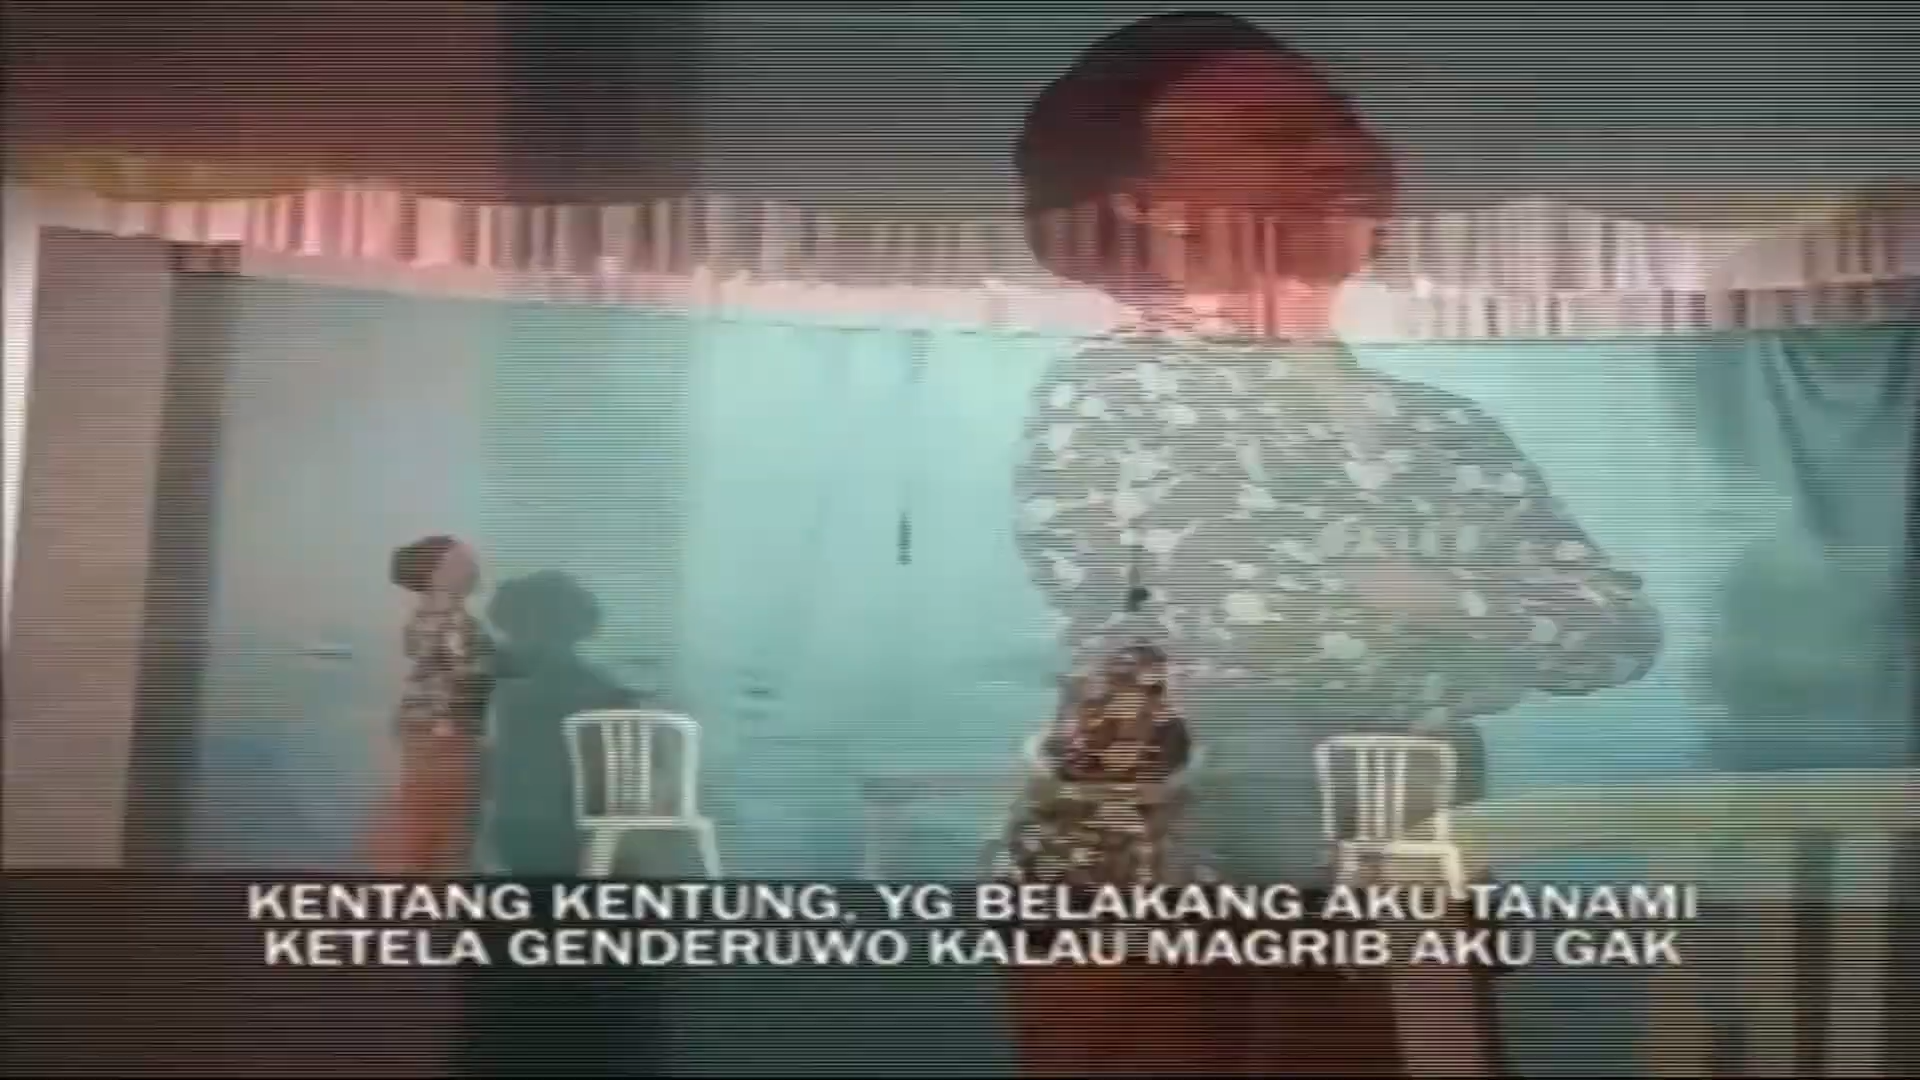 KENTANG KENTUNG, YG BELAKANG AKU TANAMI
KETELA GENDERUWO KALAU MAGRIB AKU GAK